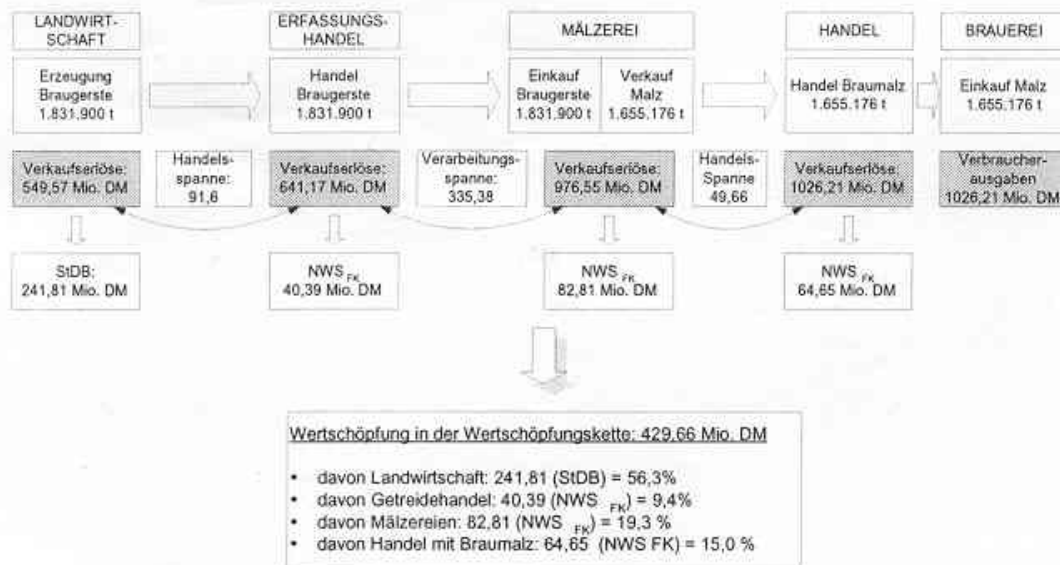 LANDWIRT-
SCHAFT
ERFASSUNGS-
HANDEL
MÄLZEREI
HANDEL
BRAUEREI
Erzeugung
Braugerste
1.831.900 t
Handel
Braugerste
1.831.900 t
Einkauf
Braugerste
1.831.900 t
Verkauf
Malz
1.655.176 t
Handel Braumalz
1.655.176 t
Einkauf Malz
1.655.176 t
Verkaufserlöse:
549,57 Mio. DM
Handels-
spanne:
91,6
Verkaufserlöse:
641,17 Mio. DM
Verarbeitungs-
spanne:
335,38
Verkaufserlöse:
976,55 Mio. DM
Handels-
Spanne
49,66
Verkaufserlöse:
1026,21 Mio. DM
Verbraucher-
ausgaben
1026,21 Mio. DM
StDB:
241,81 Mio. DM
NWS FK
40,39 Mio. DM
NWS FK
82,81 Mio. DM
NWS FK
64,65 Mio. DM
Wertschöpfung in der Wertschöpfungskette: 429,66 Mio. DM
• davon Landwirtschaft: 241,81 (StDB) = 56,3%
• davon Getreidehandel: 40,39 (NWS FK) = 9,4%
• davon Mälzereien: 82,81 (NWS FK) = 19,3 %
• davon Handel mit Braumalz: 64,65 (NWS FK) = 15,0 %